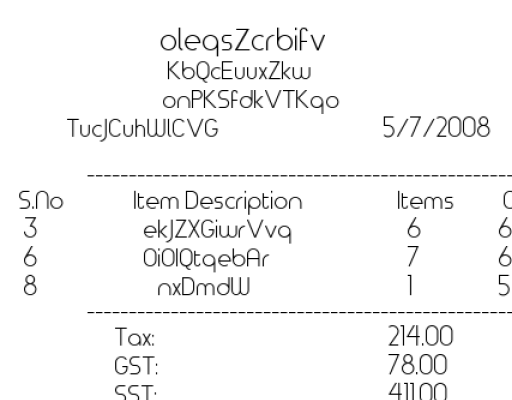 oleqsZcrbifv
KbQcEuuxZkw
onPKSfdkVTKqo
TucJCuhWlCVG 5/7/2008
S.No Item Description Items
3 ekJZXGiwrVvq 6 6
6 0i0IQtqebAr 7 6
8 nxDmdW 1 5
Tax: 214.00
GST: 78.00
SST: 411.00